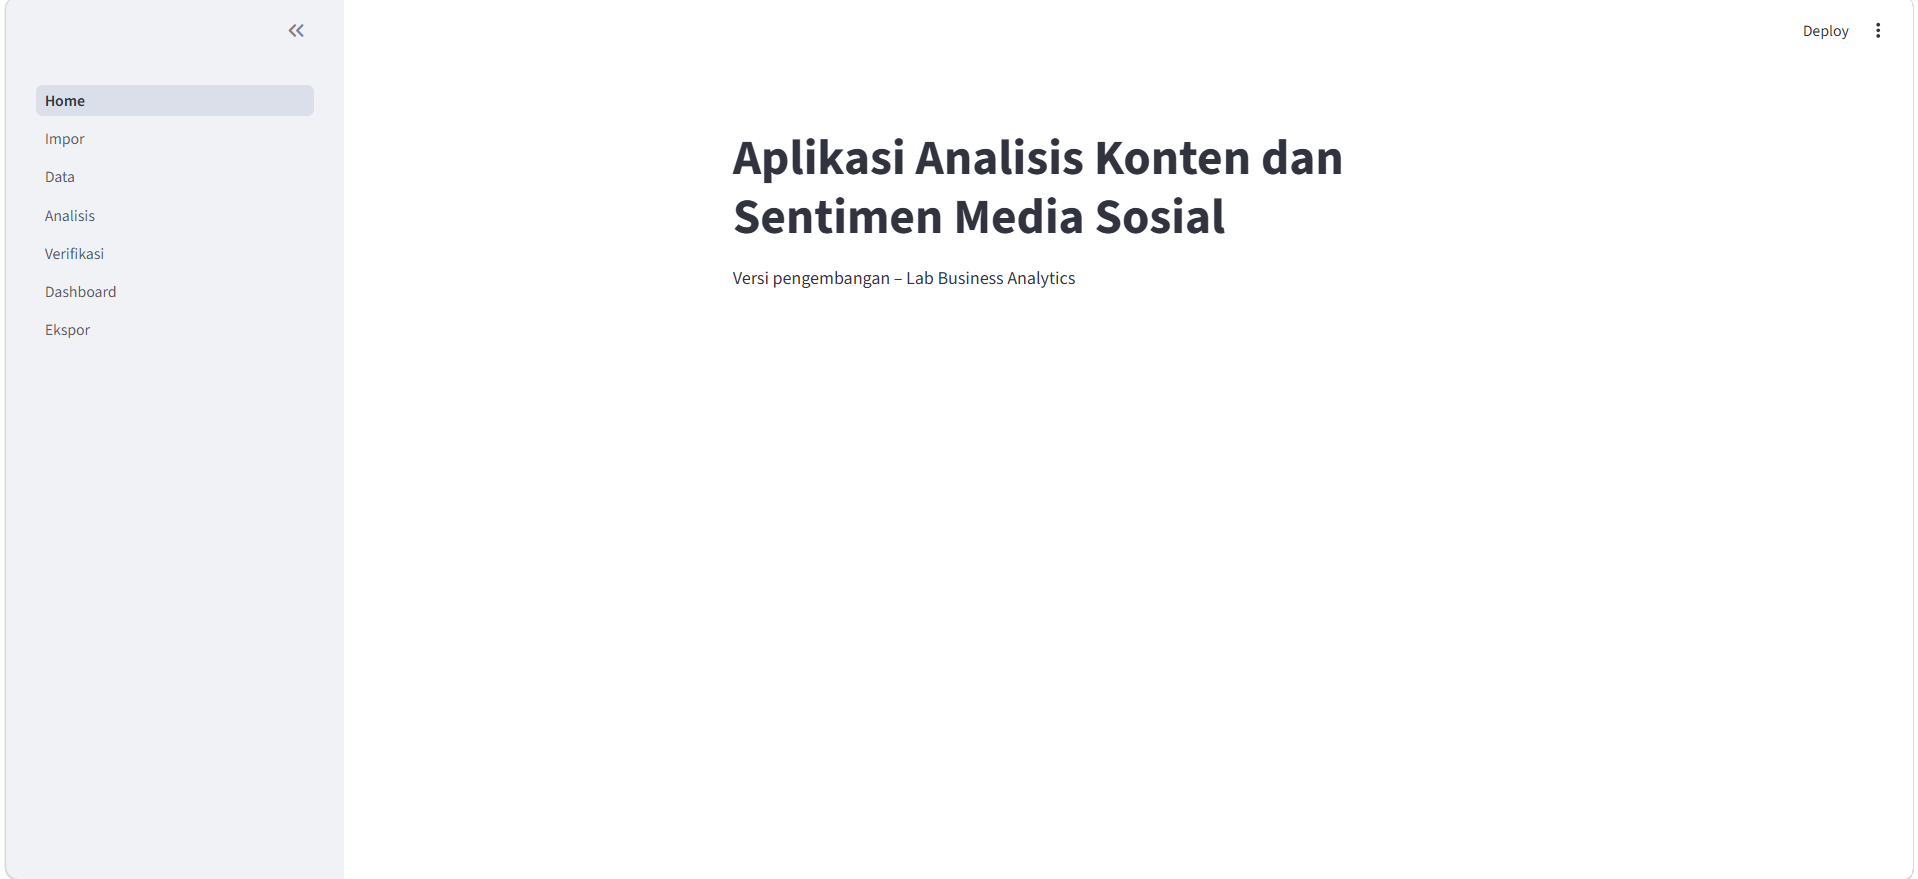 Deploy
Home
Impor
Data
Analisis
Verifikasi
Dashboard
Ekspor
Aplikasi Analisis Konten dan
Sentimen Media Sosial
Versi pengembangan – Lab Business Analytics